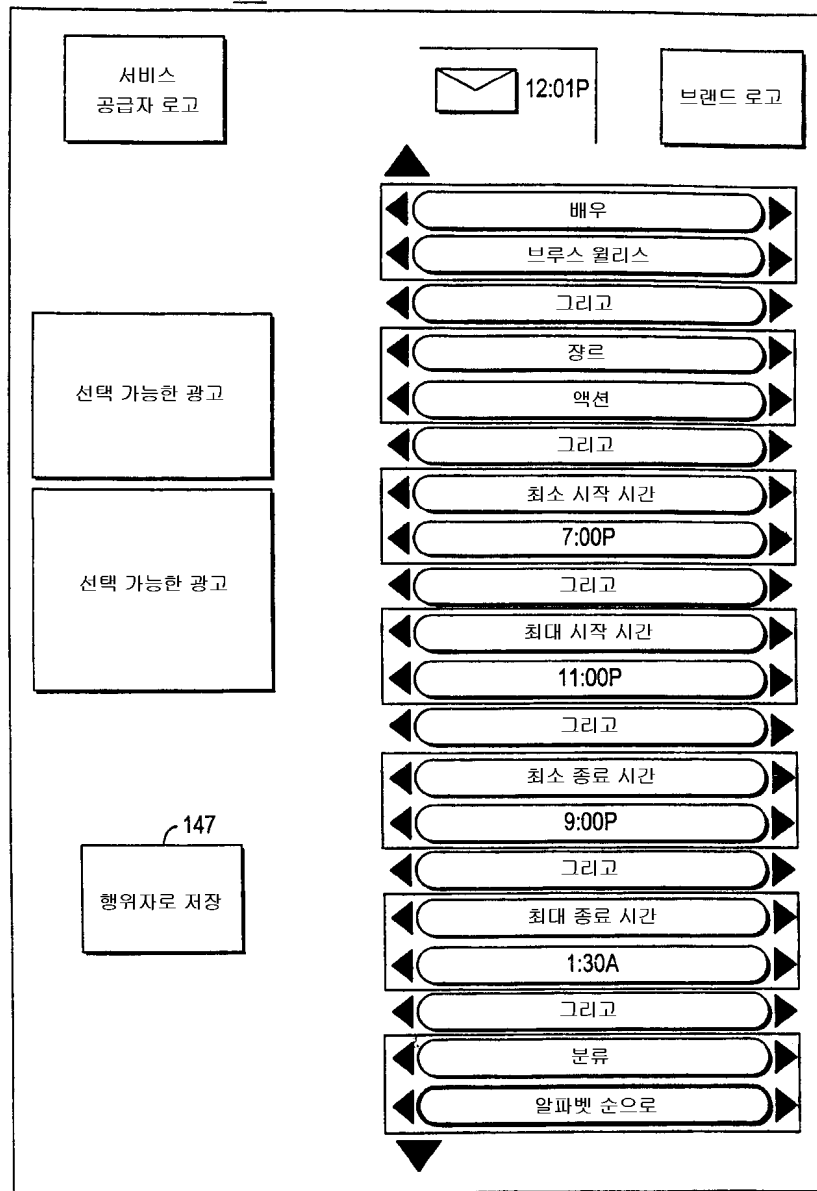 서비스
공급자 로고
12:01P
브랜드 로고
배우
브루스 윌리스
그리고
쟝르
액션
그리고
최소 시작 시간
7:00P
그리고
최대 시작 시간
11:00P
그리고
최소 종료 시간
9:00P
그리고
최대 종료 시간
1:30A
그리고
분류
알파벳 순으로
선택 가능한 광고
선택 가능한 광고
147
행위자로 저장